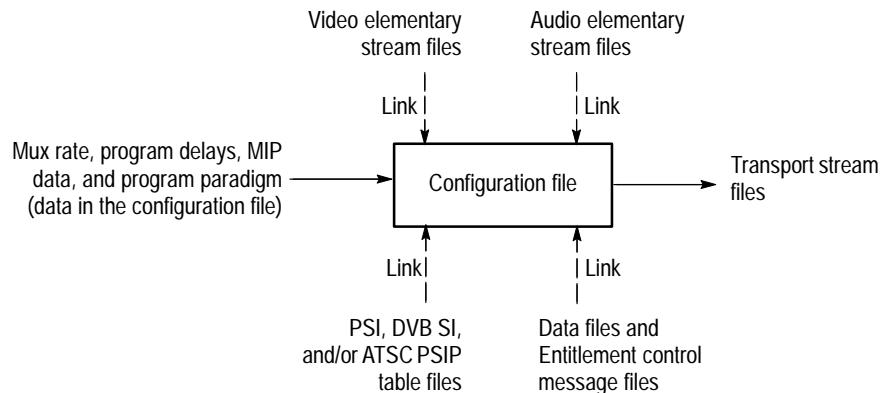 Video elementary
stream files
Audio elementary
stream files
Link
Link
Mux rate, program delays, MIP
data, and program paradigm
(data in the configuration file)
Configuration file
Transport stream
files
Link
Link
PSI, DVB SI,
and/or ATSC PSIP
table files
Data files and
Entitlement control
message files